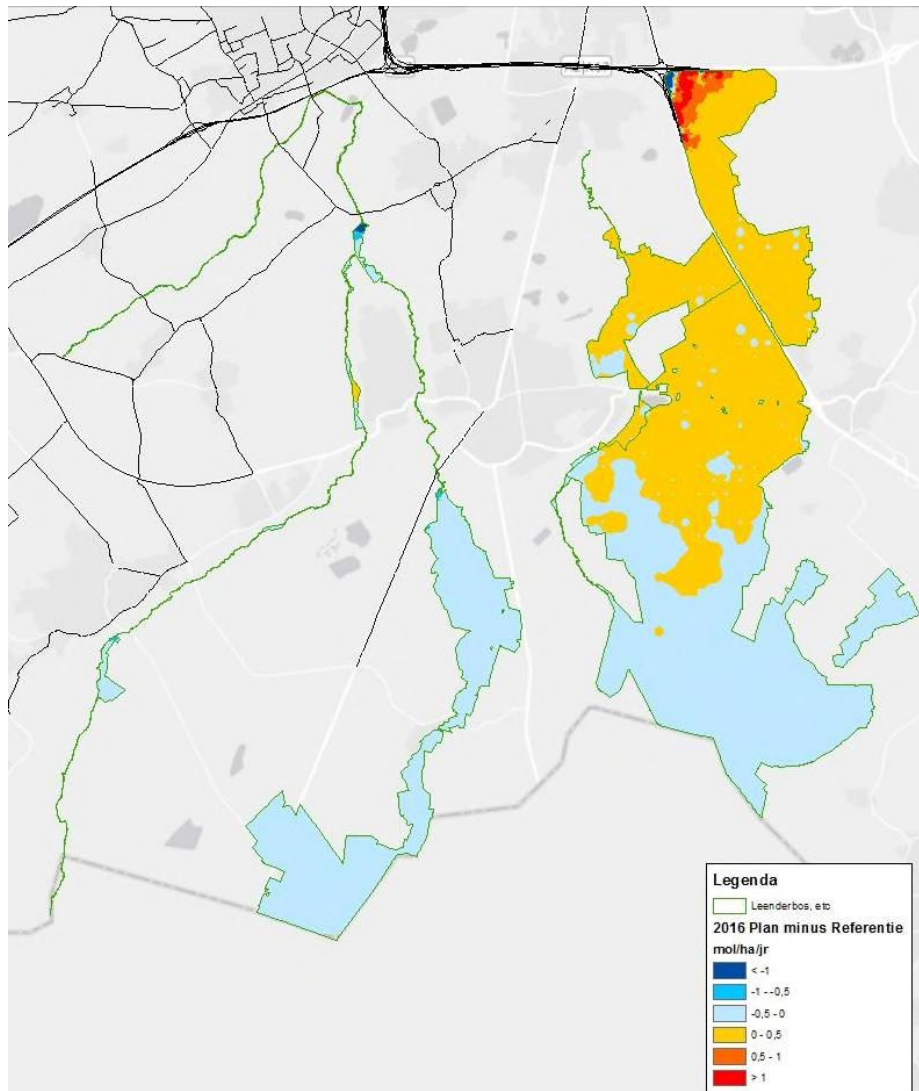 Legenda
Leenderbos, etc
2016 Plan minus Referentie
mol/ha/jr
< -1
-1 - -0,5
-0,5 - 0
0 - 0,5
0,5 - 1
> 1